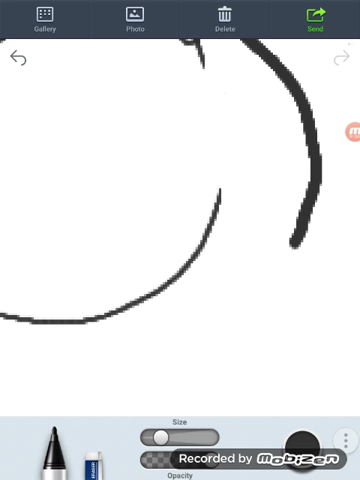 Gallery
Photo
Delete
Send
Size
Recorded by Mobizen
Opacity